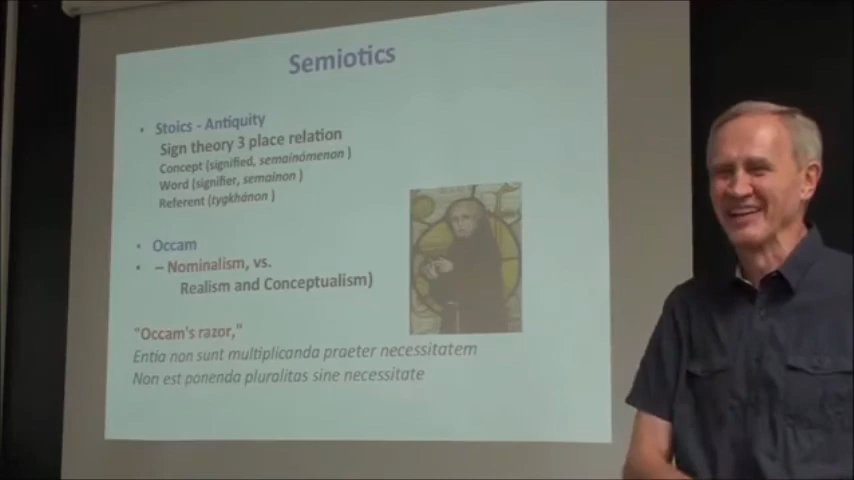 Semiotics
• Stoics - Antiquity
Sign theory 3 place relation
Concept (signified, semainómenon )
Word (signifier, semainon )
Referent (tygkhánon )
• Occam
• – Nominalism, vs.
Realism and Conceptualism)
"Occam's razor,"
Entia non sunt multiplicanda praeter necessitatem
Non est ponenda pluralitas sine necessitate